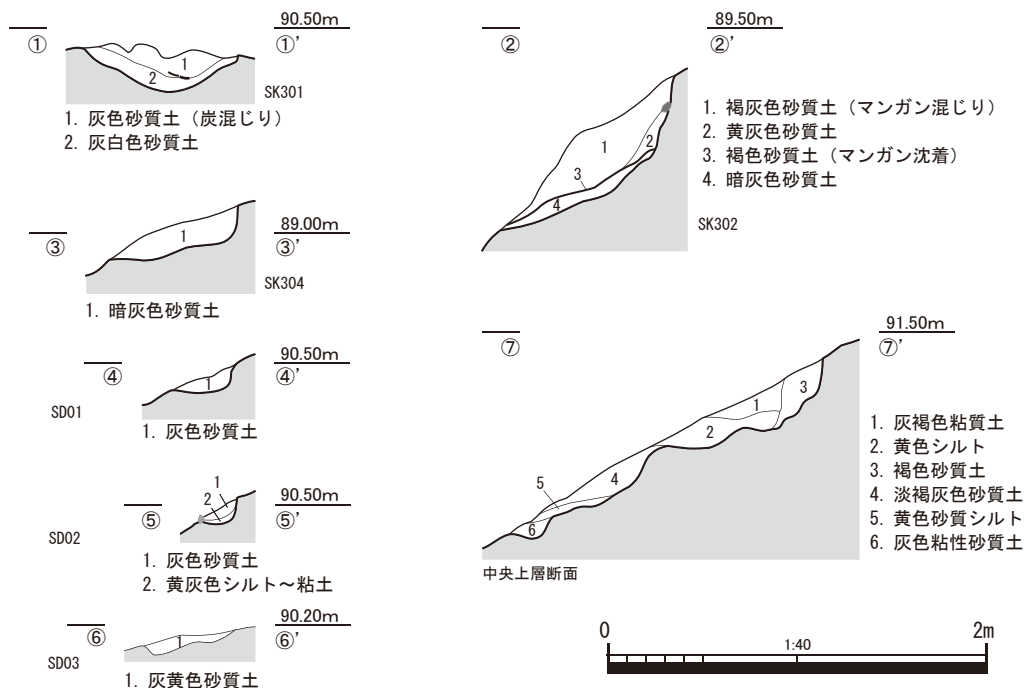 90.50m
① ①’
1
2
SK301
1. 灰色砂質土（炭混じり）
2. 灰白色砂質土
89.00m
③ ③’
1
SK304
1. 暗灰色砂質土
90.50m
④ ④’
1
SD01
1. 灰色砂質土
1
2
90.50m
⑤ ⑤’
SD02
1. 灰色砂質土
2. 黄灰色シルト～粘土
90.20m
⑥ ⑥’
1
SD03
1. 灰黄色砂質土
89.50m
② ②’
1
2
3
4
1. 褐灰色砂質土（マンガン混じり）
2. 黄灰色砂質土
3. 褐色砂質土（マンガン沈着）
4. 暗灰色砂質土
SK302
91.50m
⑦ ⑦’
1
3
2
4
5
6
1. 灰褐色粘質土
2. 黄色シルト
3. 褐色砂質土
4. 淡褐灰色砂質土
5. 黄色砂質シルト
6. 灰色粘性砂質土
中央上層断面
0 2m
1:40